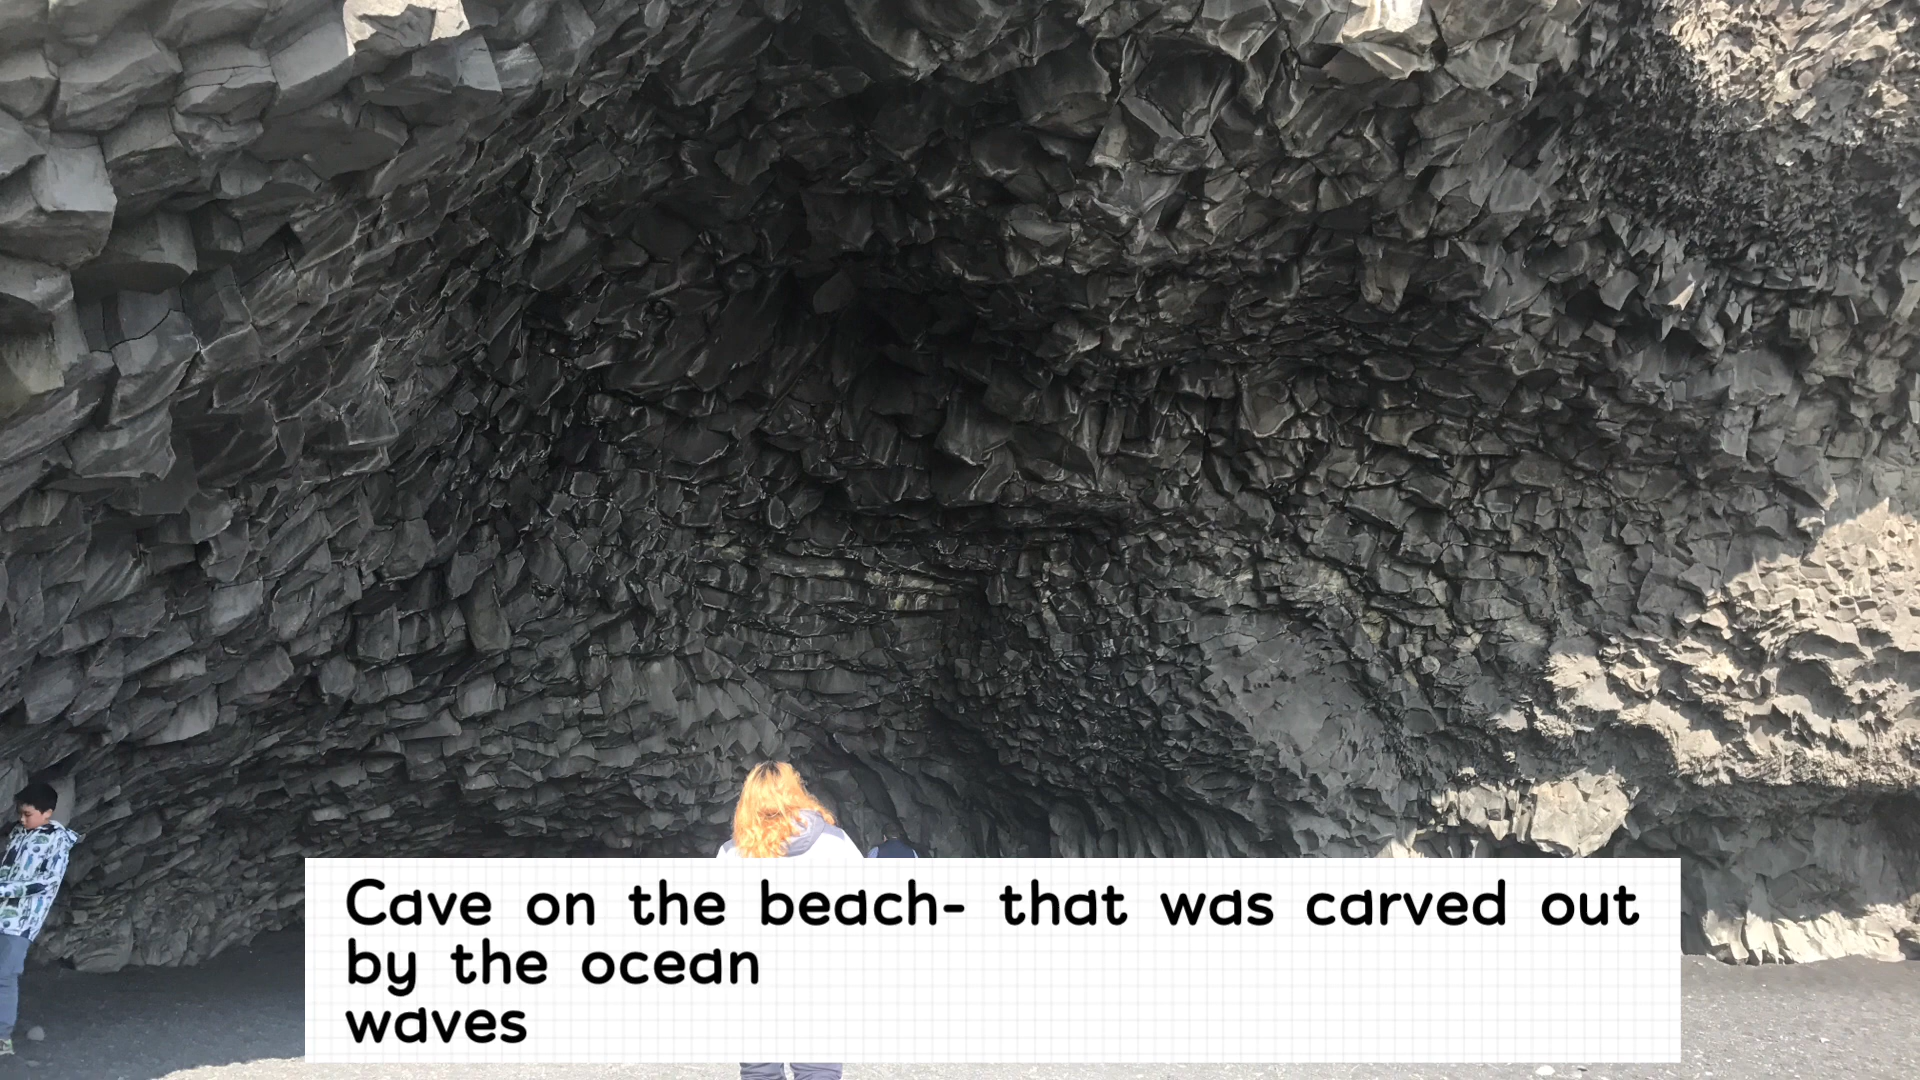 Cave on the beach- that was carved out
by the ocean
waves